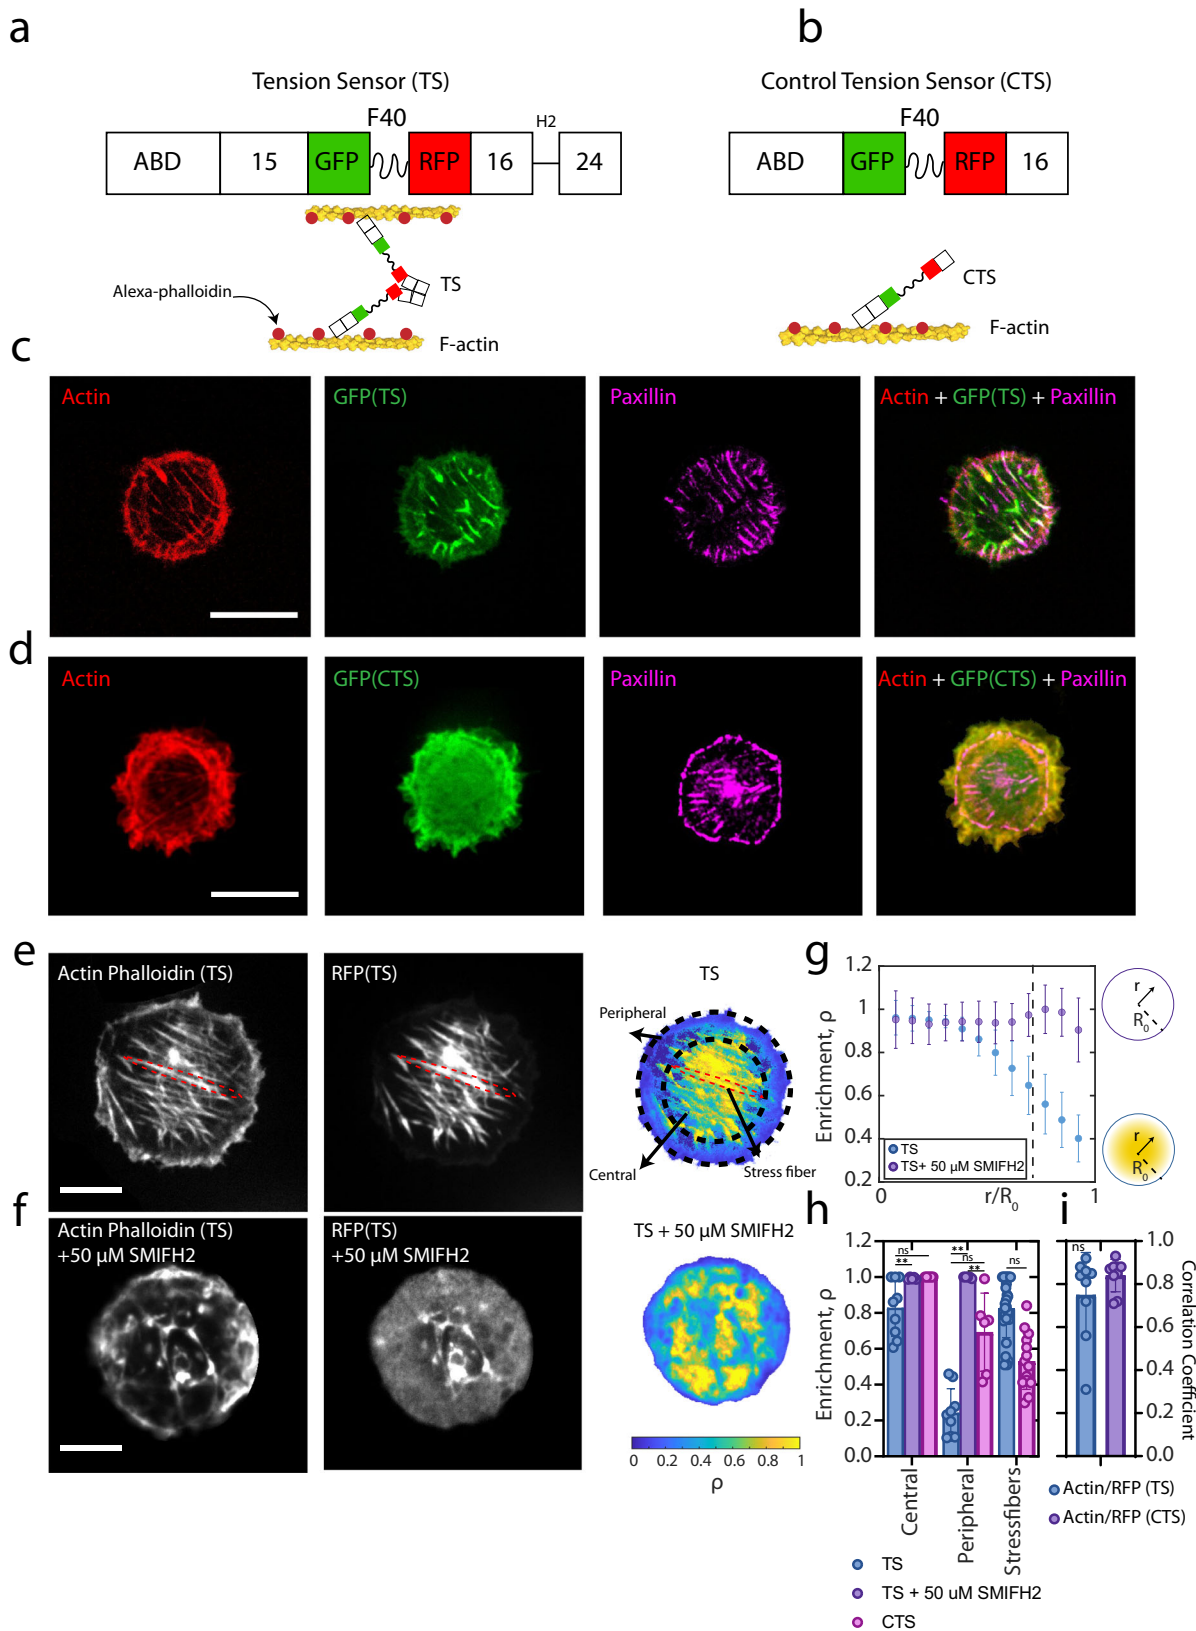 a
b
Tension Sensor (TS)
Control Tension Sensor (CTS)
F40
H2
F40
ABD
15
GFP
RFP
16
24
ABD
GFP
RFP
16
TS
CTS
Alexa-phalloidin
F-actin
F-actin
c
Actin
GFP(TS)
Paxillin
Actin + GFP(TS) + Paxillin
d
Actin
GFP(CTS)
Paxillin
Actin + GFP(CTS) + Paxillin
e
Actin Phalloidin (TS)
RFP(TS)
TS
Peripheral
Central
Stress fiber
g
1.2
1
0.8
0.6
0.4
0.2
Enrichment, ρ
TS
TS+ 50 μM SMIFH2
0
r/R0
1
r
R0
r
R0
f
Actin Phalloidin (TS)
+50 μM SMIFH2
RFP(TS)
+50 μM SMIFH2
TS + 50 μM SMIFH2
0
0.2
0.4
0.6
0.8
1
ρ
h
1.2
1.0
0.8
0.6
0.4
0.2
0.0
Enrichment, ρ
ns
**
**
ns
**
ns
Central
Peripheral
Stressfibers
TS
TS + 50 uM SMIFH2
CTS
i
ns
1.0
0.8
0.6
0.4
0.2
0.0
Correlation Coefficient
Actin/RFP (TS)
Actin/RFP (CTS)